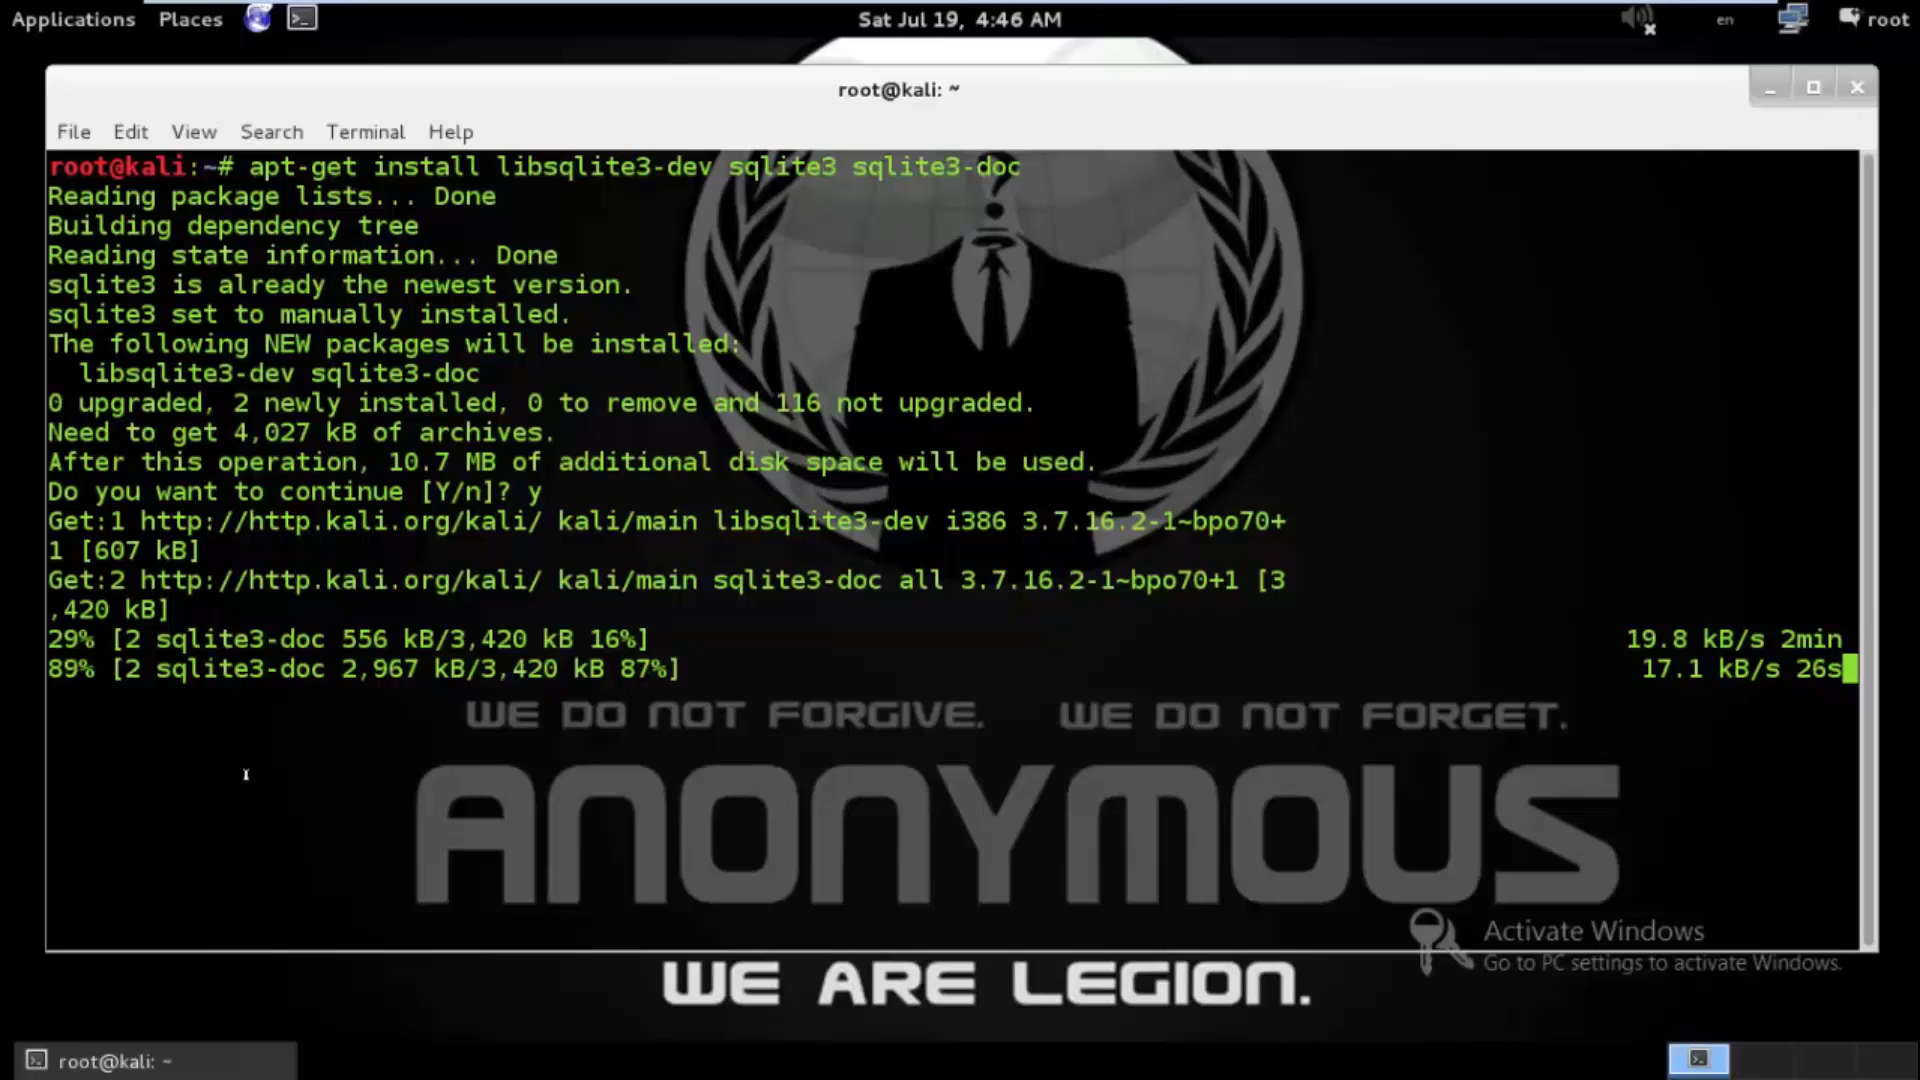 Applications Places Sat Jul 19, 4:46 AM en root
root@kali: ~
File Edit View Search Terminal Help
root@kali:~# apt-get install libsqlite3-dev sqlite3 sqlite3-doc
Reading package lists... Done
Building dependency tree
Reading state information... Done
sqlite3 is already the newest version.
sqlite3 set to manually installed.
The following NEW packages will be installed:
  libsqlite3-dev sqlite3-doc
0 upgraded, 2 newly installed, 0 to remove and 116 not upgraded.
Need to get 4,027 kB of archives.
After this operation, 10.7 MB of additional disk space will be used.
Do you want to continue [Y/n]? y
Get:1 http://http.kali.org/kali/ kali/main libsqlite3-dev i386 3.7.16.2-1~bpo70+
1 [607 kB]
Get:2 http://http.kali.org/kali/ kali/main sqlite3-doc all 3.7.16.2-1~bpo70+1 [3
,420 kB]
29% [2 sqlite3-doc 556 kB/3,420 kB 16%] 19.8 kB/s 2min
89% [2 sqlite3-doc 2,967 kB/3,420 kB 87%] 17.1 kB/s 26s
WE DO NOT FORGIVE. WE DO NOT FORGET.
ANONYMOUS
Activate Windows
Go to PC settings to activate Windows.
WE ARE LEGION.
root@kali: ~